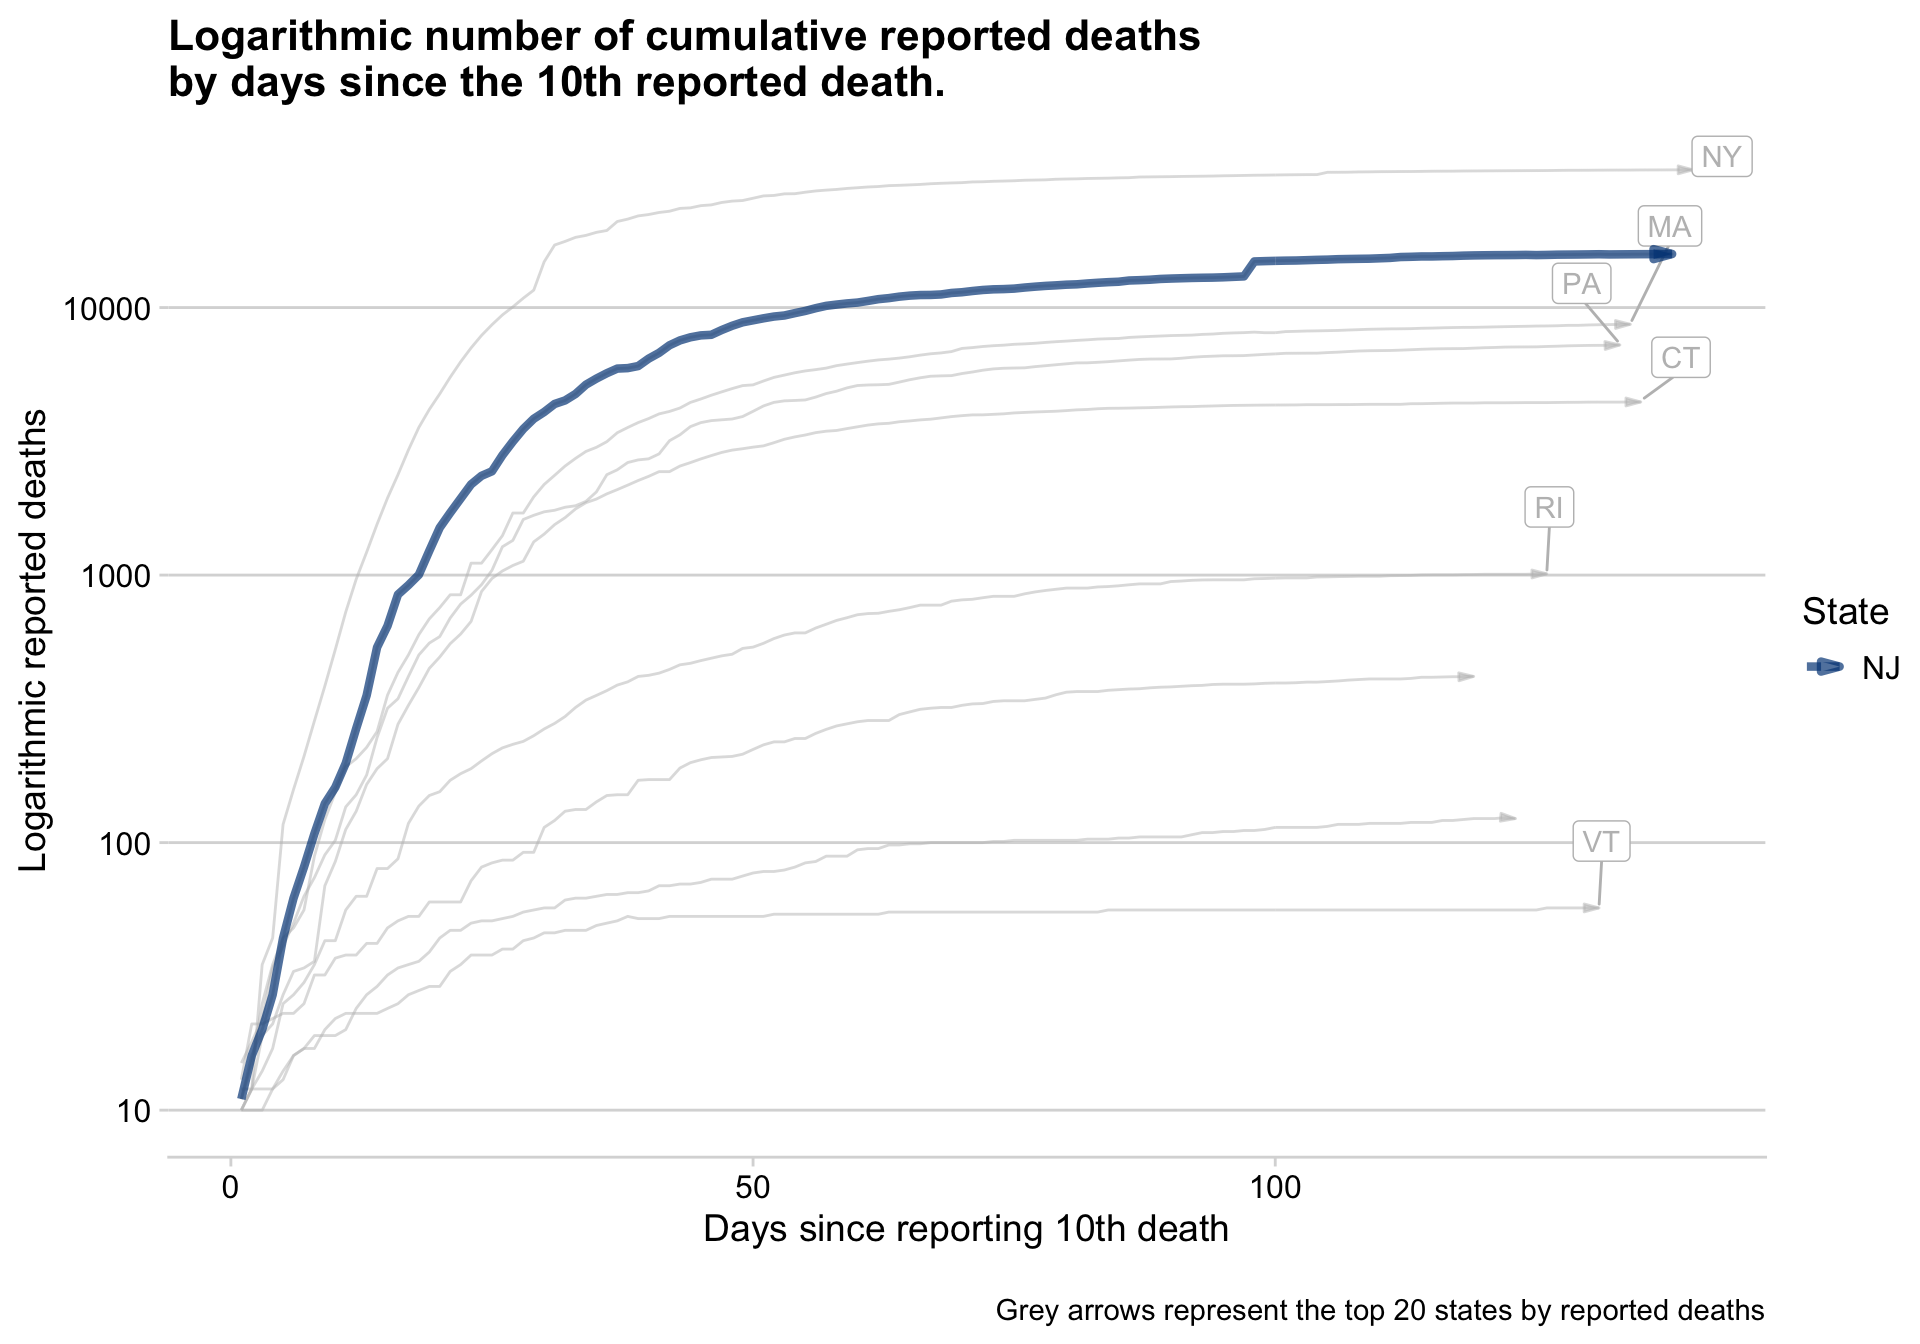 Logarithmic number of cumulative reported deaths
by days since the 10th reported death.
NY
MA
PA
CT
RI
VT
10000
1000
100
10
Logarithmic reported deaths
0
50
100
Days since reporting 10th death
State
NJ
Grey arrows represent the top 20 states by reported deaths